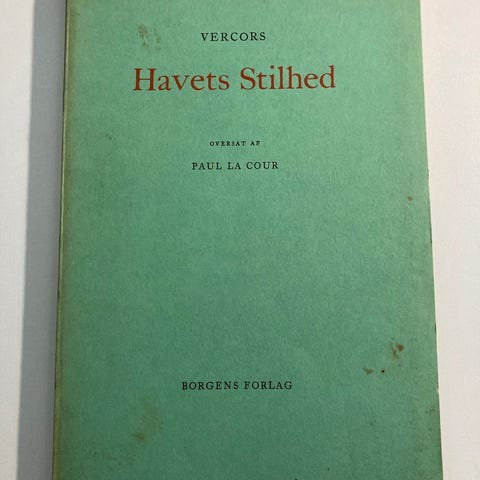 VERCORS
Havets Stilhed
OVERSAT AF
PAUL LA COUR
BORGENS FORLAG